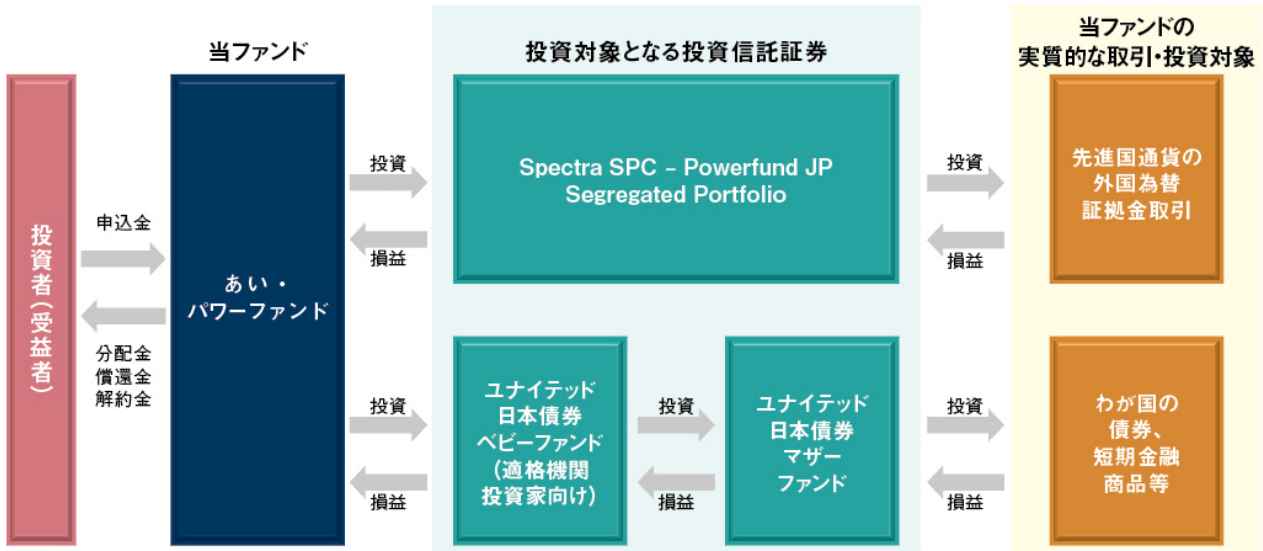 当ファンド
投資対象となる投資信託証券
当ファンドの
実質的な取引・投資対象
投資者(受益者)
申込金
分配金
償還金
解約金
あい・
パワーファンド
投資
損益
Spectra SPC – Powerfund JP
Segregated Portfolio
投資
損益
先進国通貨の
外国為替
証拠金取引
投資
損益
ユナイテッド
日本債券
ベビーファンド
(適格機関
投資家向け)
投資
損益
ユナイテッド
日本債券
マザー
ファンド
投資
損益
わが国の
債券、
短期金融
商品等